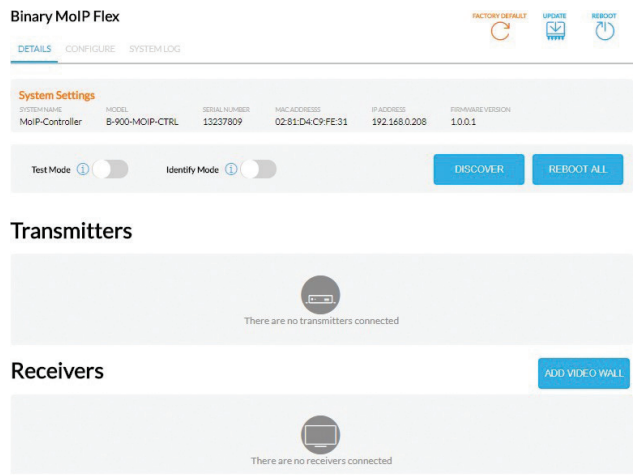 Binary MoIP Flex
FACTORY DEFAULT UPDATE REBOOT
DETAILS CONFIGURE SYSTEM LOG
System Settings
SYSTEM NAME MODEL SERIAL NUMBER MAC ADDRESSS IP ADDRESS FIRMWARE VERSION
MoIP-Controller B-900-MOIP-CTRL 13237809 02:81:D4:C9:FE:31 192.168.0.208 1.0.0.1
Test Mode i Identify Mode i DISCOVER REBOOT ALL
Transmitters
There are no transmitters connected
Receivers ADD VIDEO WALL
There are no receivers connected